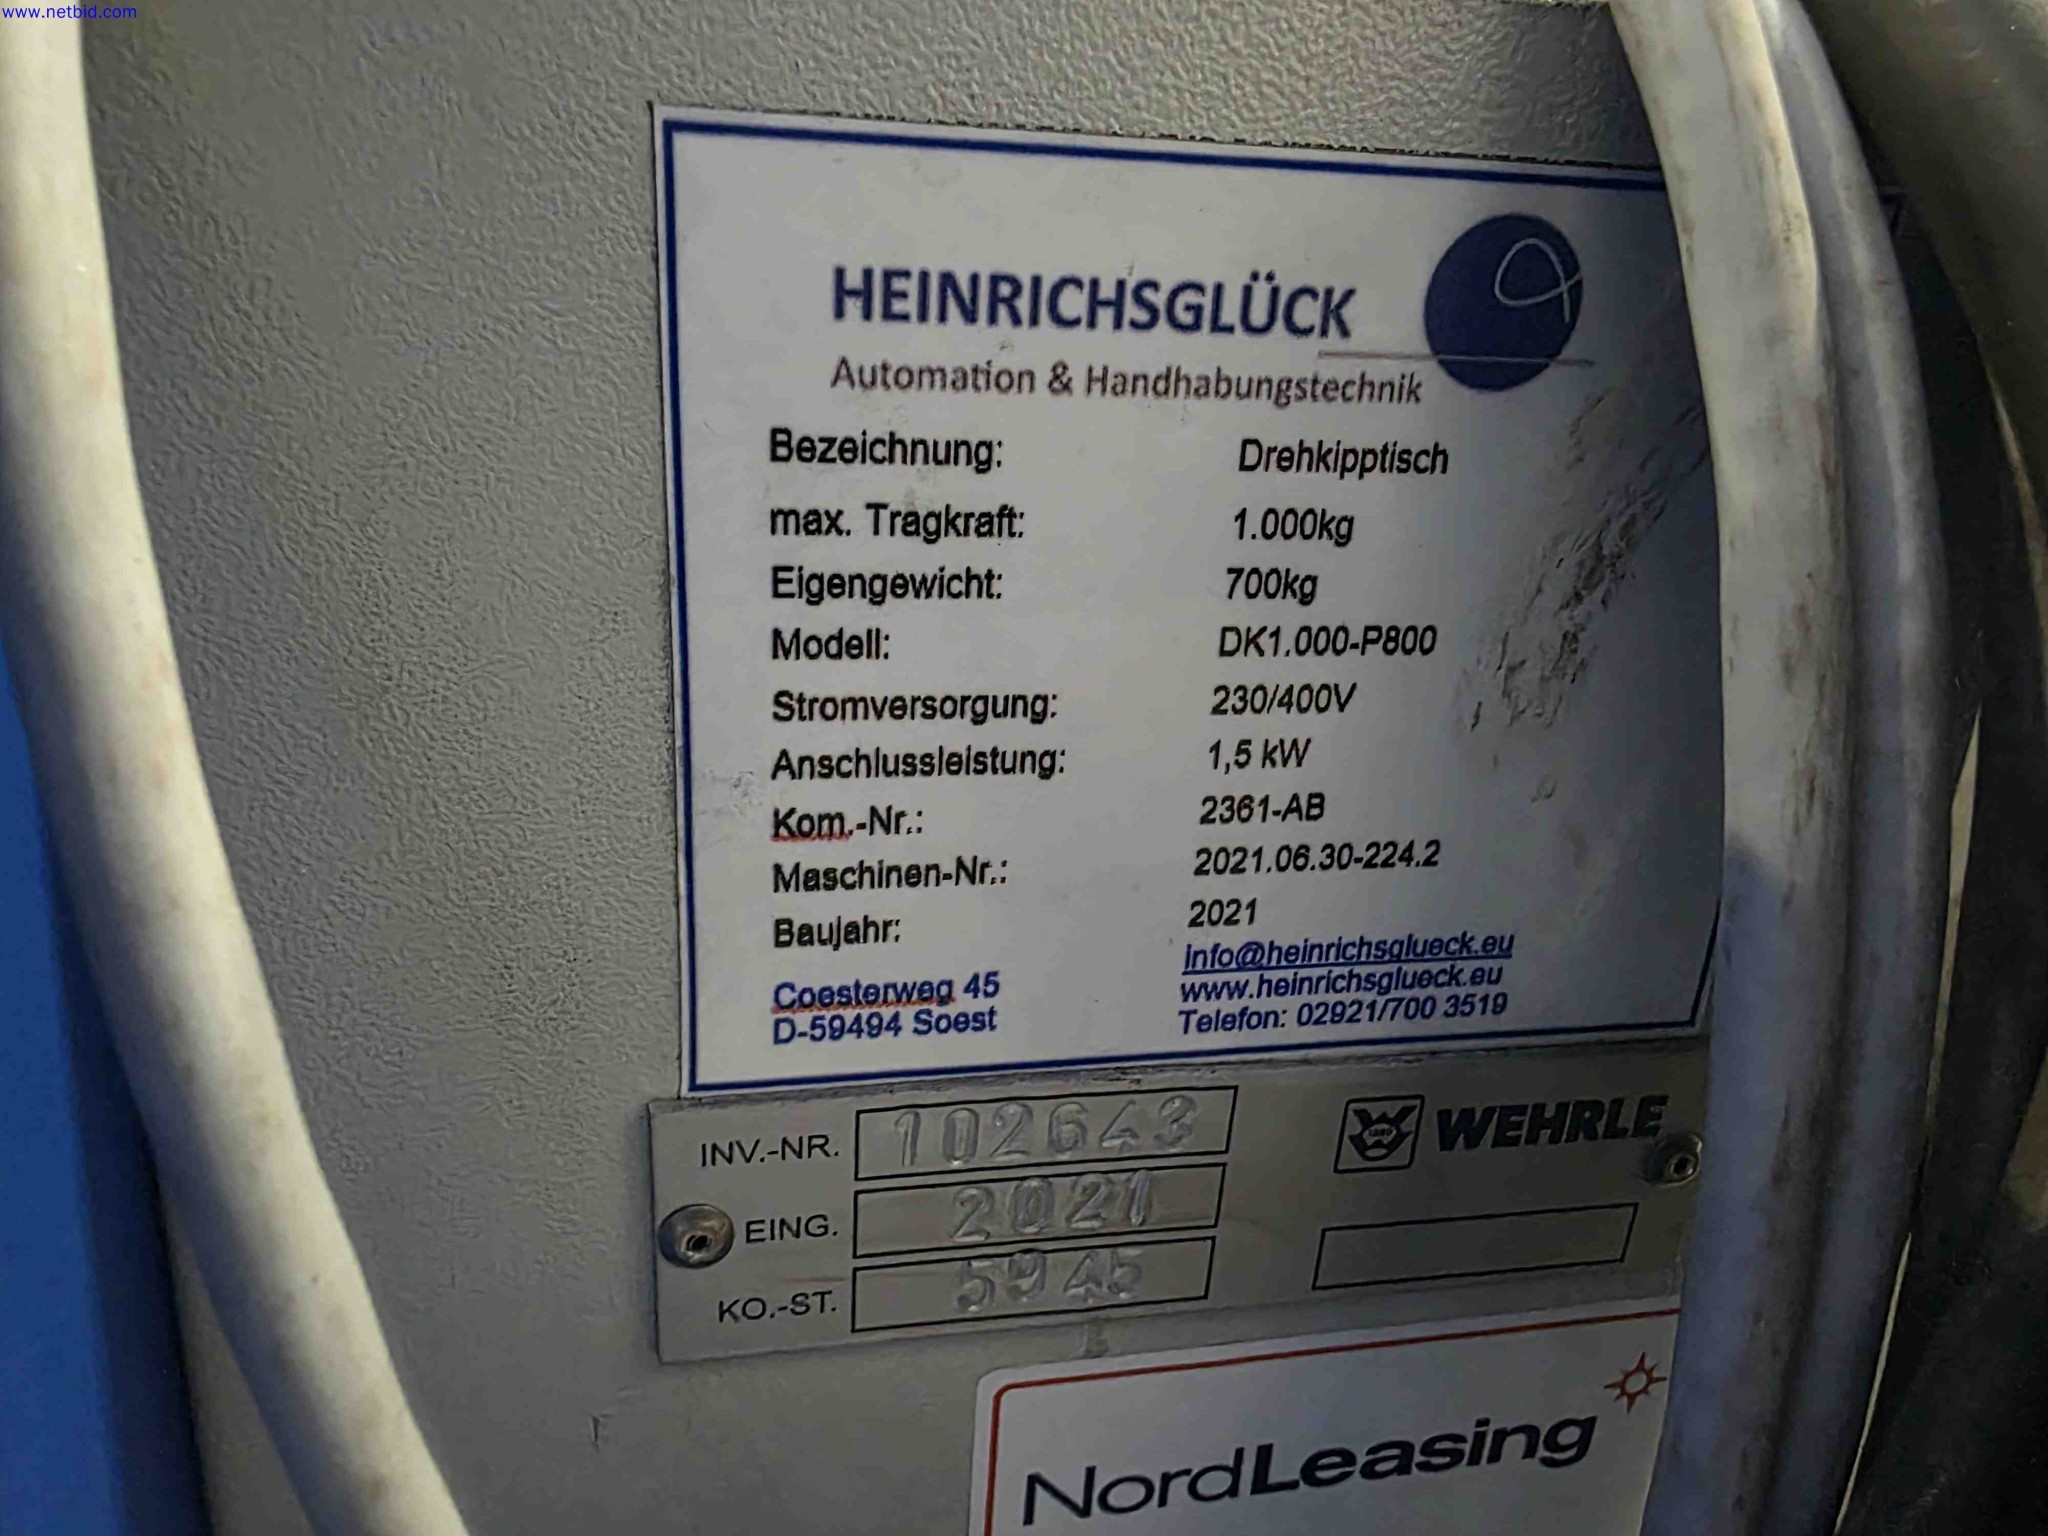 www.netbid.com
HEINRICHSGLÜCK
Automation & Handhabungstechnik
Bezeichnung: Drehkipptisch
max. Tragkraft: 1.000kg
Eigengewicht: 700kg
Modell: DK1.000-P800
Stromversorgung: 230/400V
Anschlussleistung: 1,5 kW
Kom.-Nr.: 2361-AB
Maschinen-Nr.: 2021.06.30-224.2
Baujahr: 2021
info@heinrichsglueck.eu
Coesterweg 45 www.heinrichsglueck.eu
D-59494 Soest Telefon: 02921/700 3519
INV.-NR. 102643 WEHRLE
EING. 2021
KO.-ST. 5945
NordLeasing